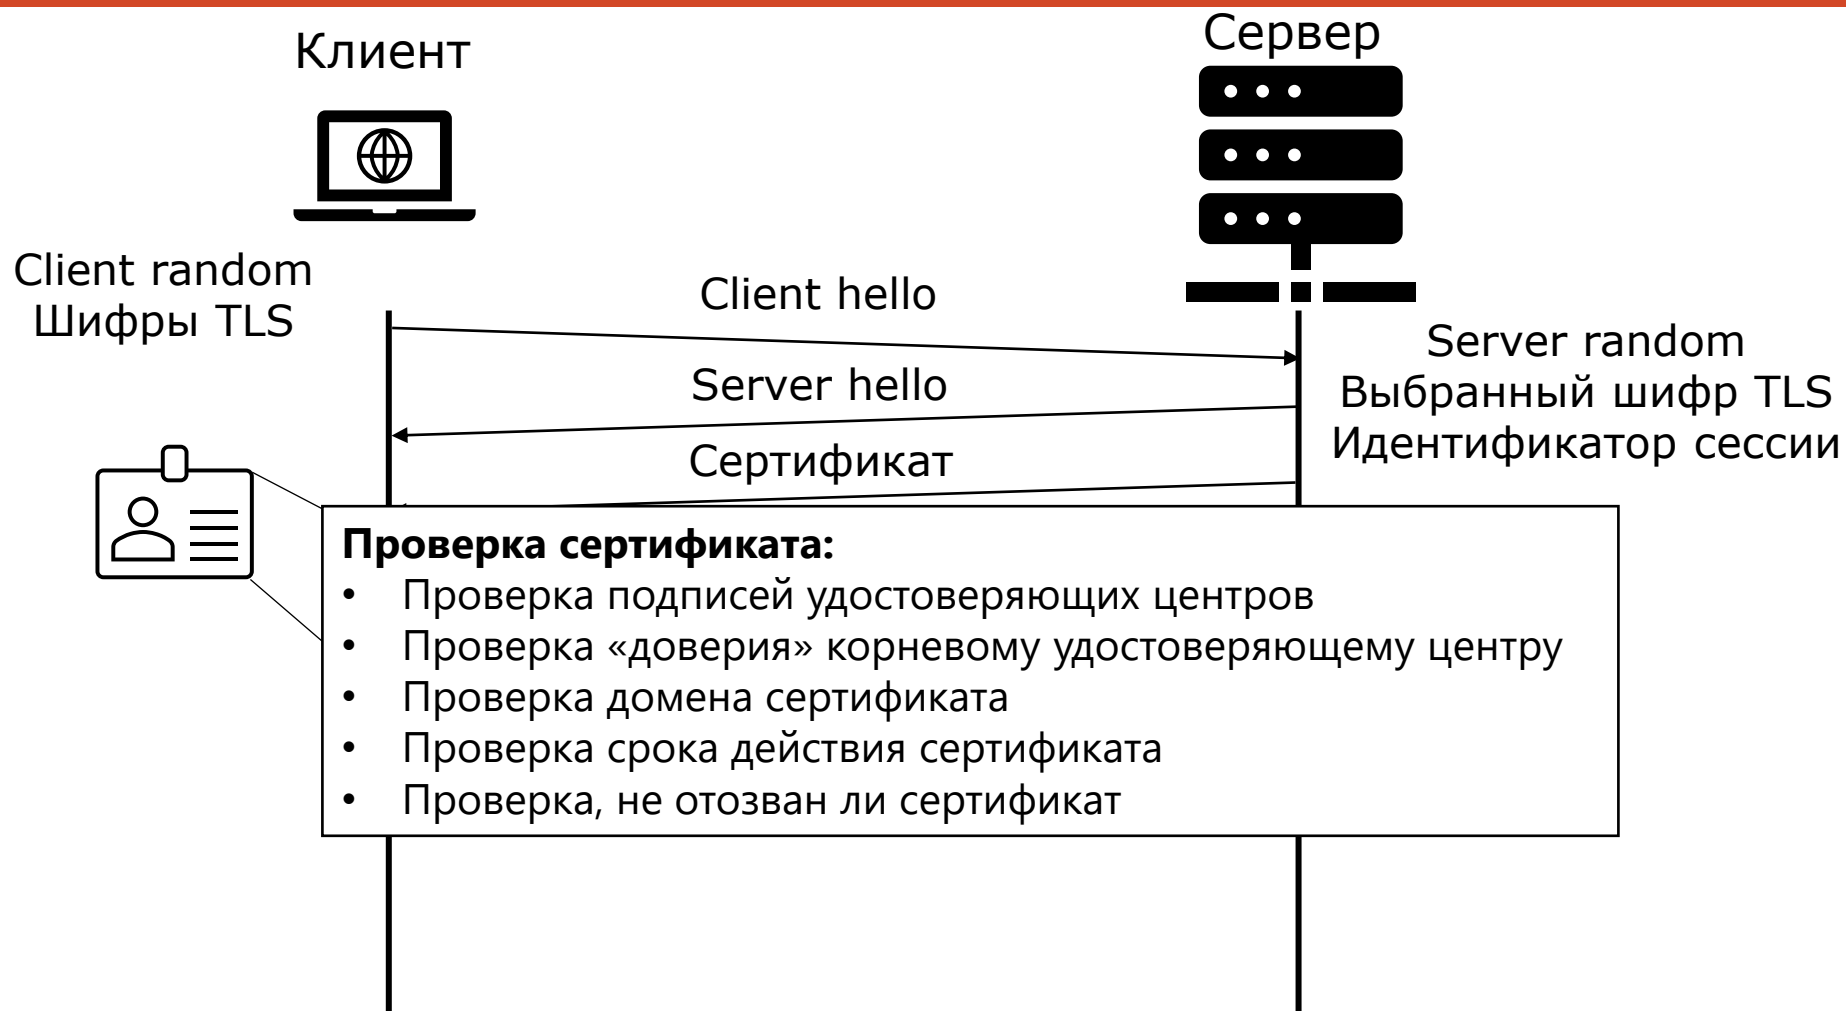 Клиент
Сервер
Client random
Шифры TLS
Client hello
Server random
Выбранный шифр TLS
Идентификатор сессии
Server hello
Сертификат
Проверка сертификата:
• Проверка подписей удостоверяющих центров
• Проверка «доверия» корневому удостоверяющему центру
• Проверка домена сертификата
• Проверка срока действия сертификата
• Проверка, не отозван ли сертификат